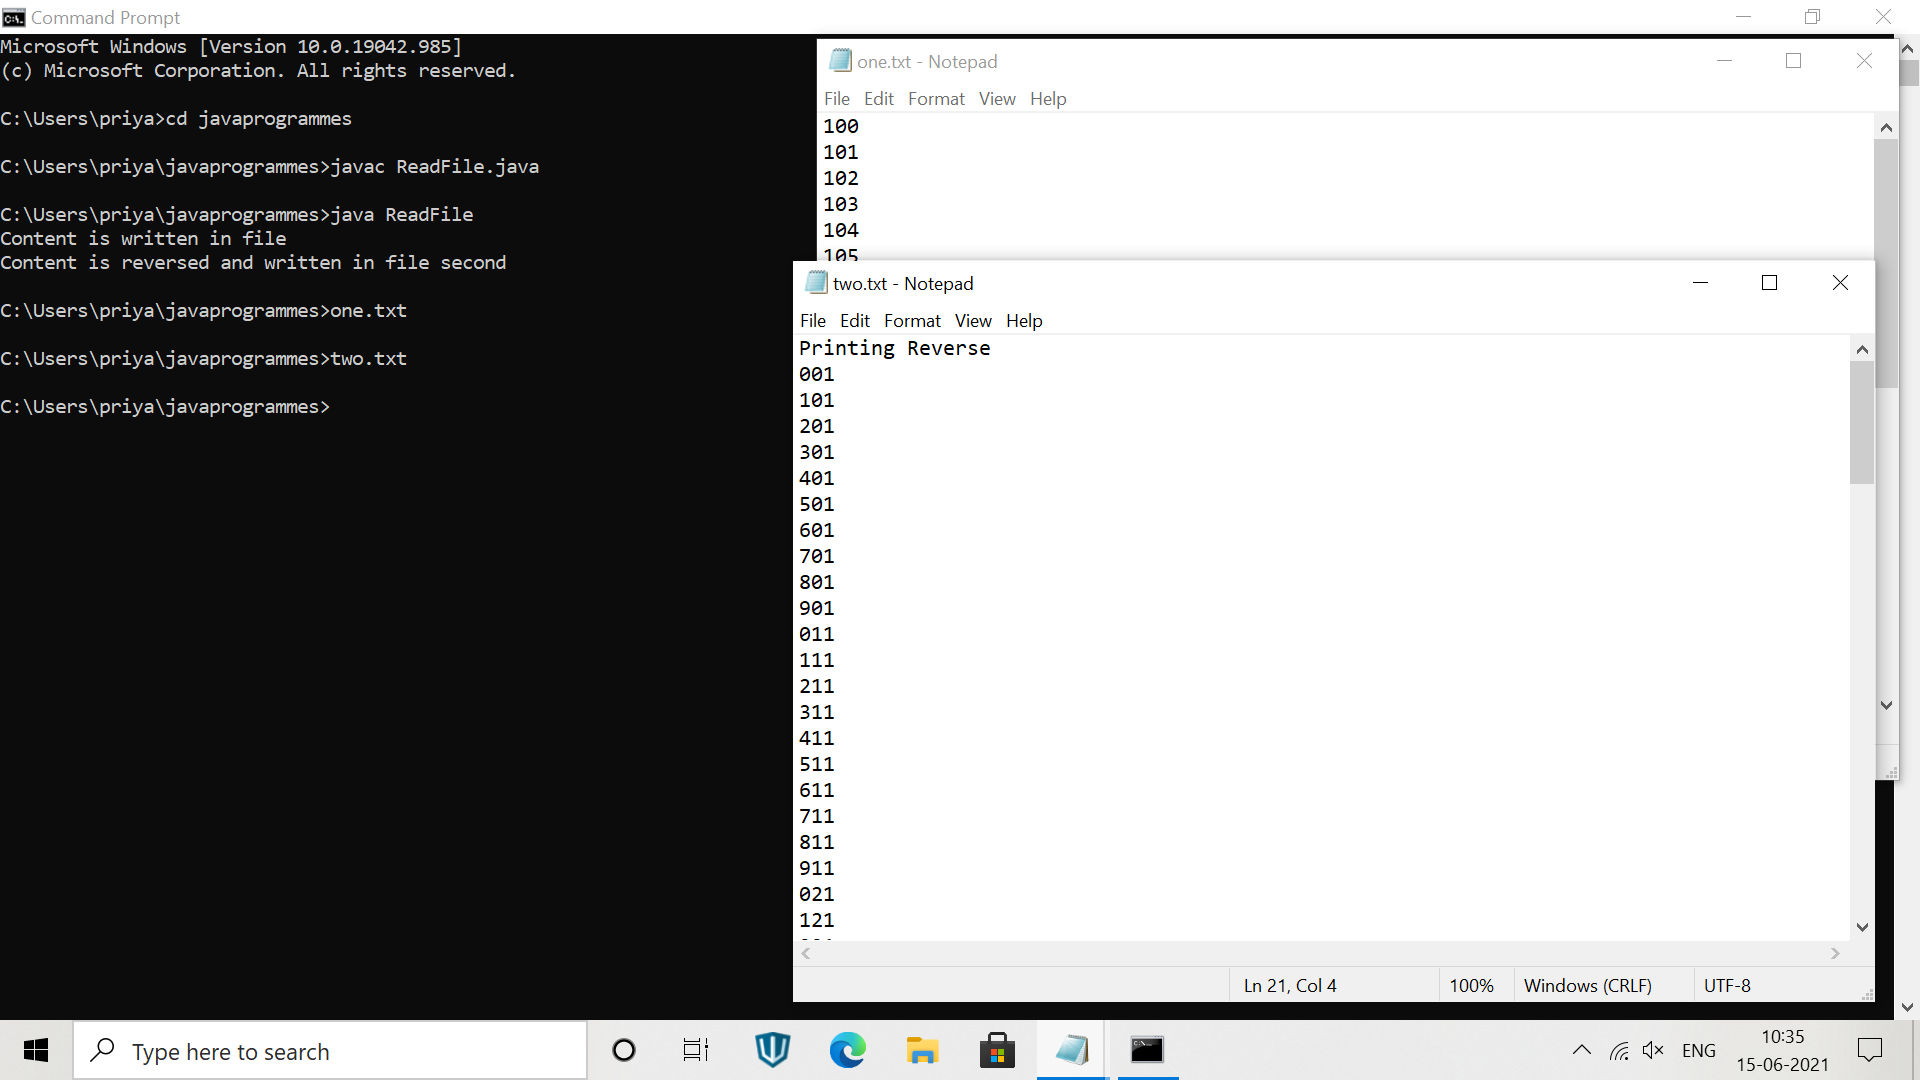 Command Prompt
Microsoft Windows [Version 10.0.19042.985]
(c) Microsoft Corporation. All rights reserved.
C:\Users\priya>cd javaprogrammes
C:\Users\priya\javaprogrammes>javac ReadFile.java
C:\Users\priya\javaprogrammes>java ReadFile
Content is written in file
Content is reversed and written in file second
C:\Users\priya\javaprogrammes>one.txt
C:\Users\priya\javaprogrammes>two.txt
C:\Users\priya\javaprogrammes>
one.txt - Notepad
File Edit Format View Help
100
101
102
103
104
105
two.txt - Notepad
File Edit Format View Help
Printing Reverse
001
101
201
301
401
501
601
701
801
901
011
111
211
311
411
511
611
711
811
911
021
121
Ln 21, Col 4 100% Windows (CRLF) UTF-8
Type here to search
ENG
10:35
15-06-2021